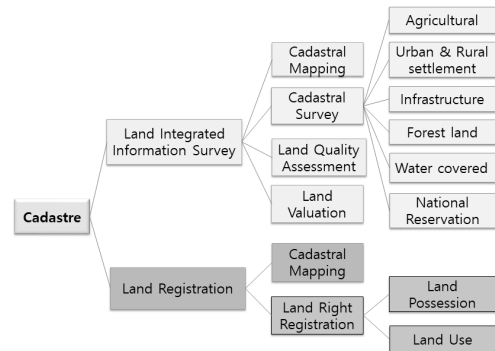 Cadastre
Land Integrated
Information Survey
Cadastral
Mapping
Cadastral
Survey
Land Quality
Assessment
Land
Valuation
Agricultural
Urban & Rural
settlement
Infrastructure
Forest land
Water covered
National
Reservation
Land Registration
Cadastral
Mapping
Land Right
Registration
Land
Possession
Land Use